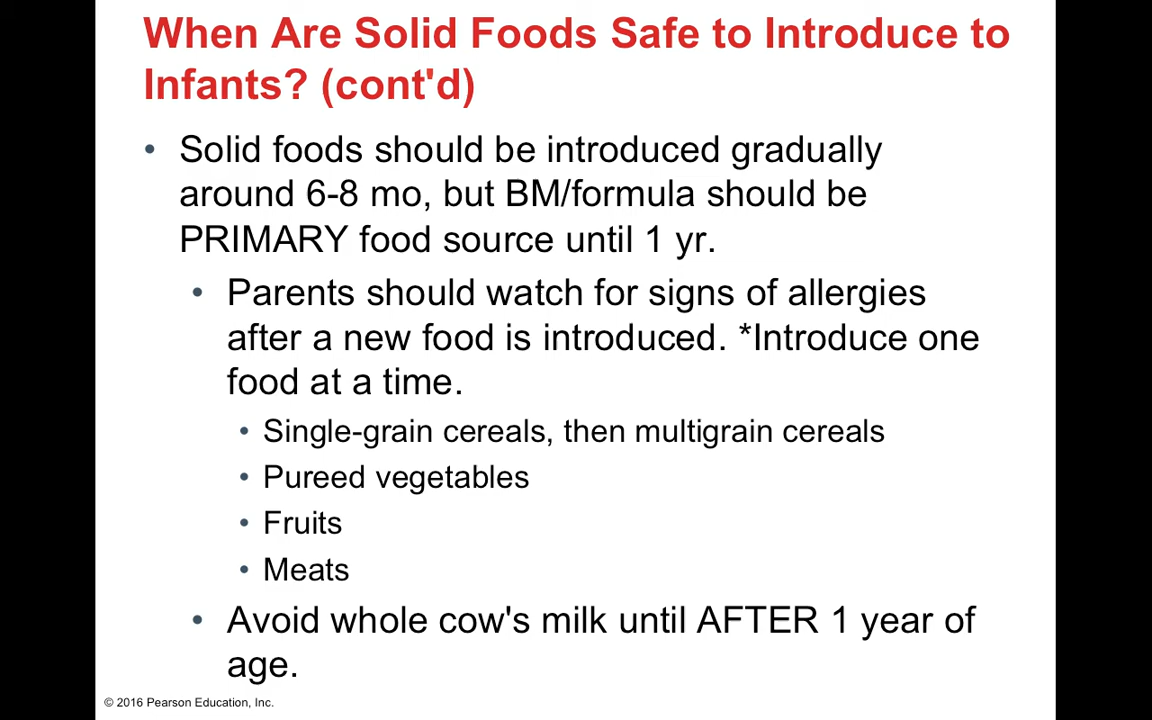 When Are Solid Foods Safe to Introduce to
Infants? (cont'd)
• Solid foods should be introduced gradually
around 6-8 mo, but BM/formula should be
PRIMARY food source until 1 yr.
• Parents should watch for signs of allergies
after a new food is introduced. *Introduce one
food at a time.
• Single-grain cereals, then multigrain cereals
• Pureed vegetables
• Fruits
• Meats
• Avoid whole cow's milk until AFTER 1 year of
age.
© 2016 Pearson Education, Inc.